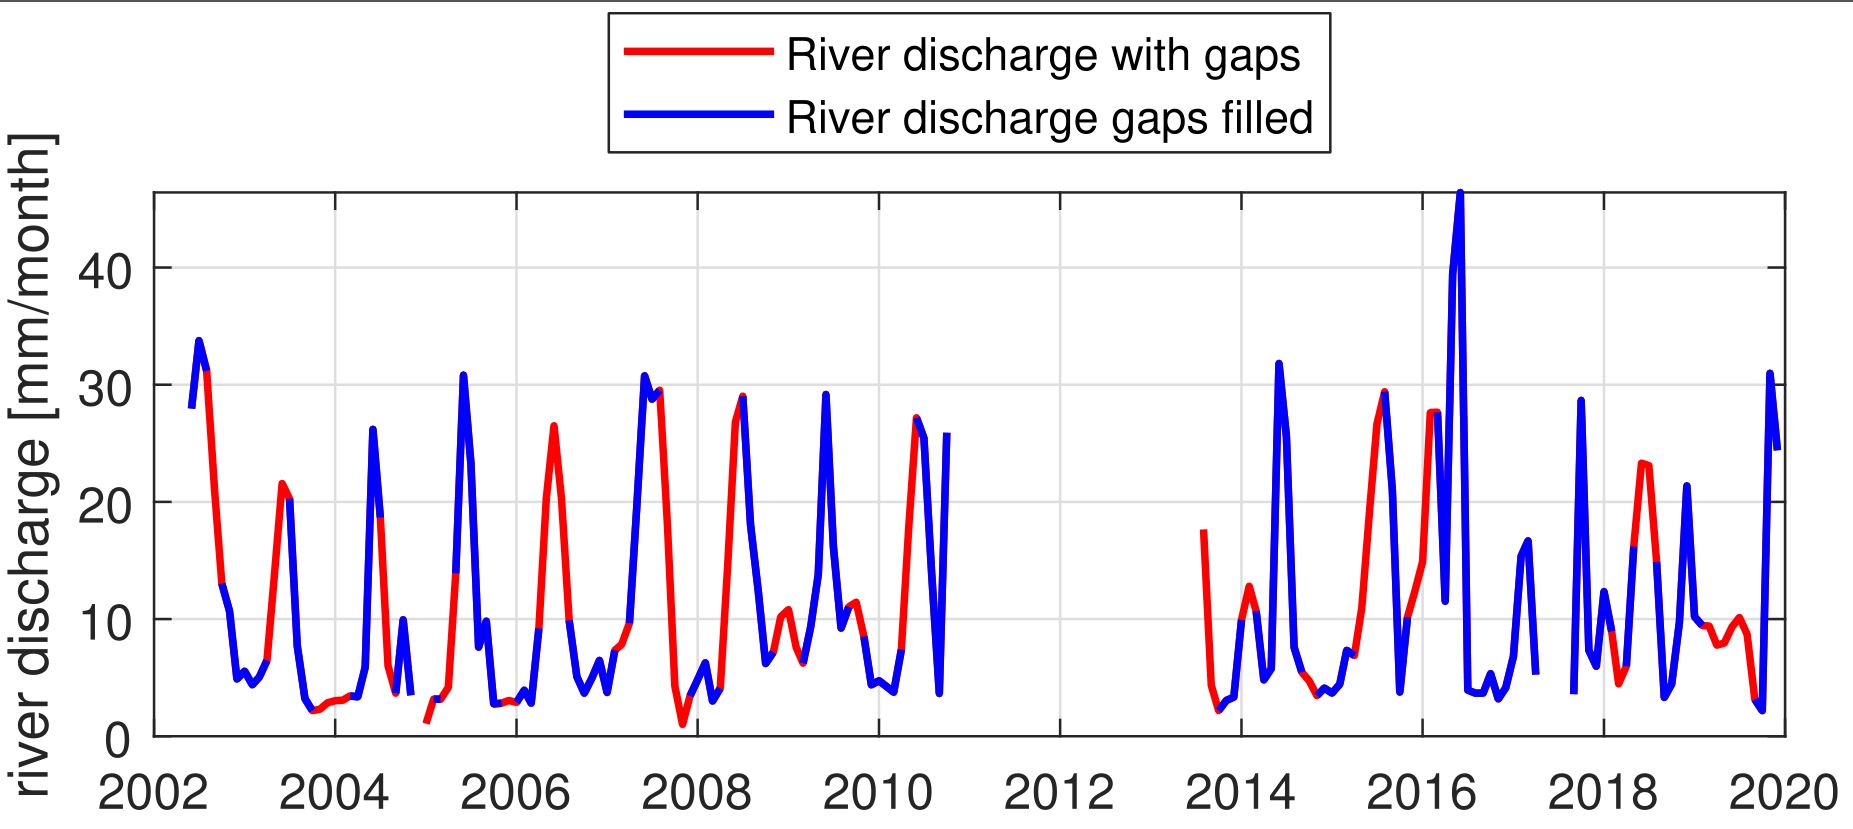 River discharge with gaps
River discharge gaps filled
river discharge [mm/month]
40
30
20
10
0
2002 2004 2006 2008 2010 2012 2014 2016 2018 2020